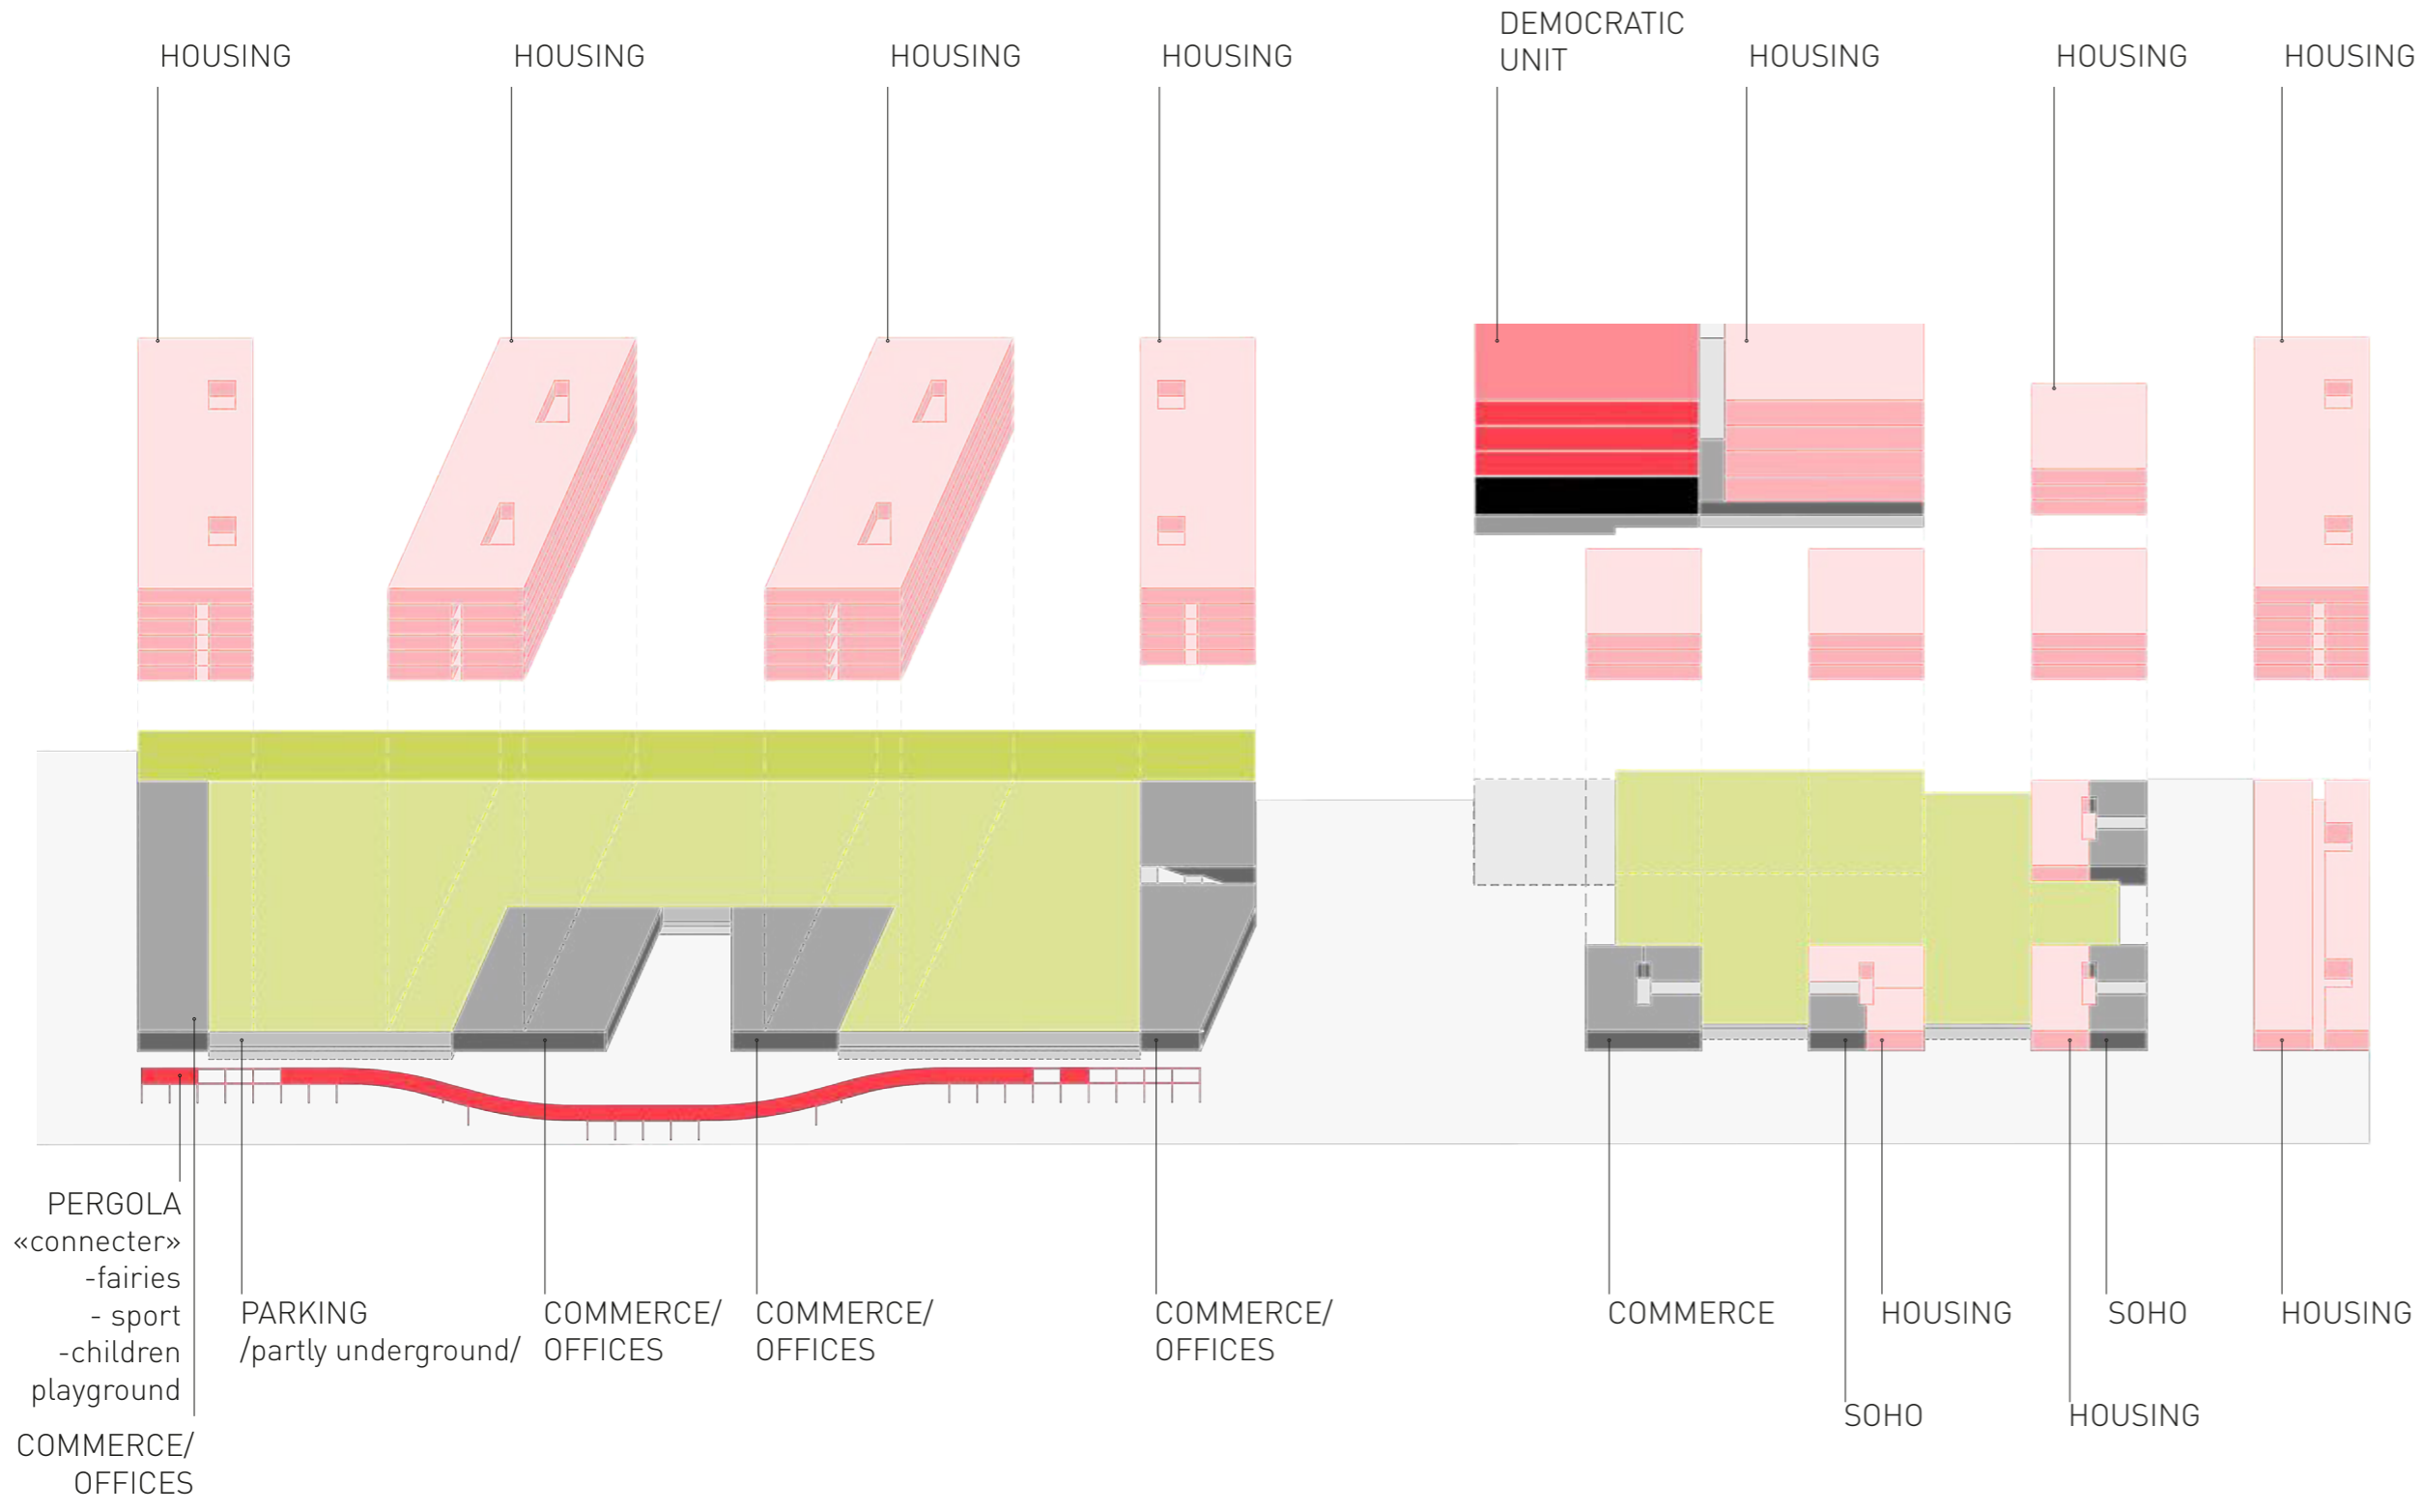 DEMOCRATIC
UNIT
HOUSING
HOUSING
HOUSING
HOUSING
HOUSING
HOUSING
HOUSING
PERGOLA
«connecter»
-fairies
- sport
-children
playground
COMMERCE/
OFFICES
PARKING
/partly underground/
COMMERCE/
OFFICES
COMMERCE/
OFFICES
COMMERCE/
OFFICES
COMMERCE
HOUSING
SOHO
HOUSING
SOHO
HOUSING